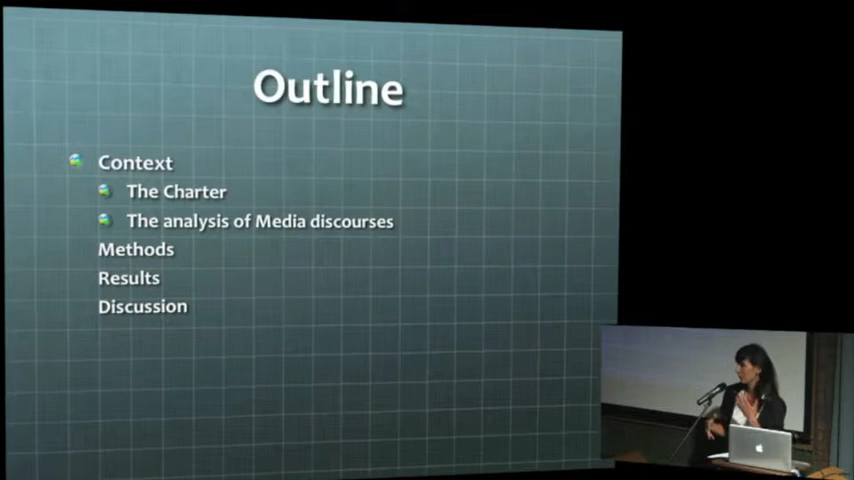 Outline
Context
The Charter
The analysis of Media discourses
Methods
Results
Discussion